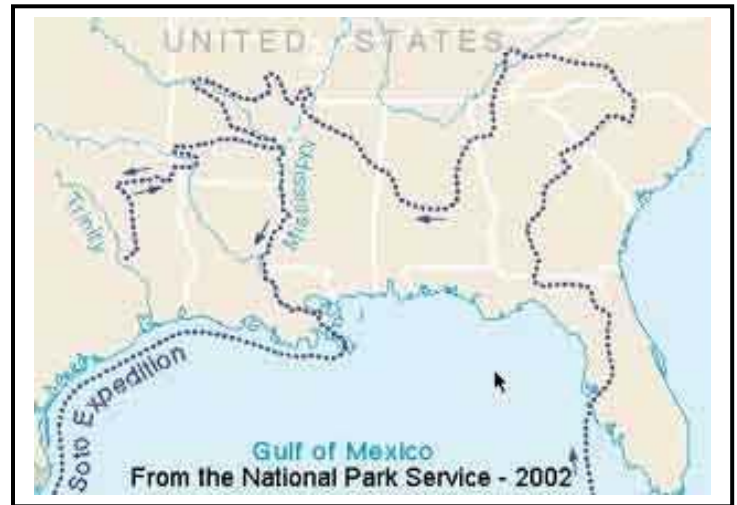 UNITED STATES
Mississippi
Trinity
Soto Expedition
Gulf of Mexico
From the National Park Service - 2002